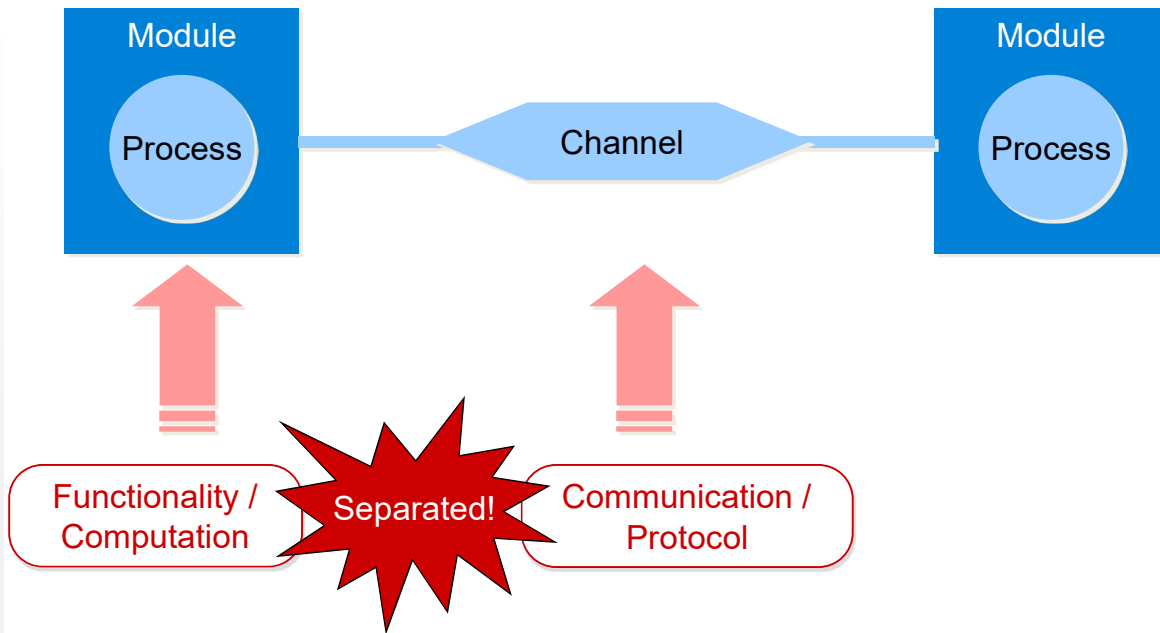 Module
Module
Process
Channel
Process
Functionality /
Computation
Separated!
Communication /
Protocol